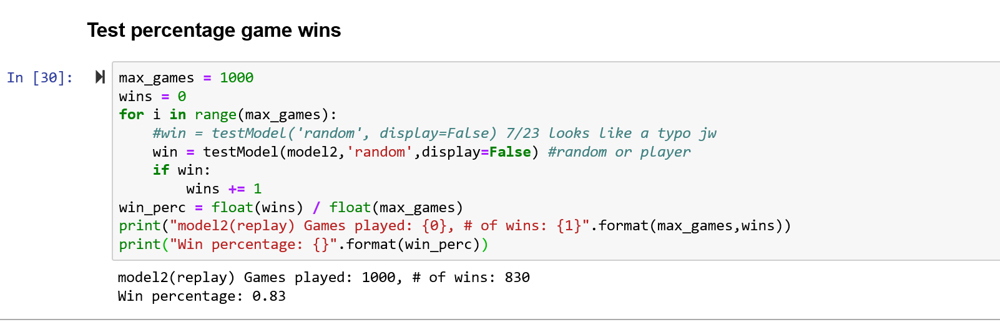 Test percentage game wins
In [30]:
max_games = 1000
wins = 0
for i in range(max_games):
    #win = testModel('random', display=False) 7/23 looks like a typo jw
    win = testModel(model2,'random',display=False) #random or player
    if win:
        wins += 1
win_perc = float(wins) / float(max_games)
print("model2(replay) Games played: {0}, # of wins: {1}".format(max_games,wins))
print("Win percentage: {}".format(win_perc))
model2(replay) Games played: 1000, # of wins: 830
Win percentage: 0.83